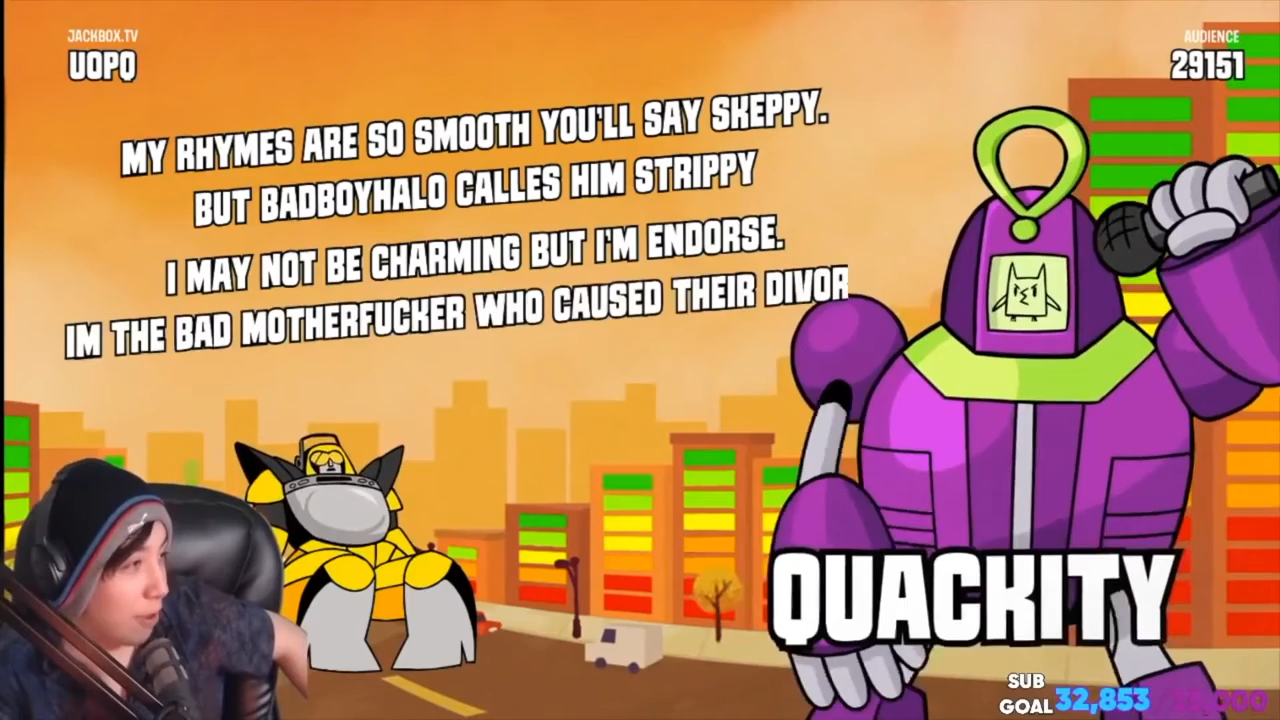 JACKBOX.TV
UOPQ
AUDIENCE
29151
MY RHYMES ARE SO SMOOTH YOU'LL SAY SKEPPY.
BUT BADBOYHALO CALLES HIM STRIPPY
I MAY NOT BE CHARMING BUT I'M ENDORSE.
IM THE BAD MOTHERFUCKER WHO CAUSED THEIR DIVOR
QUACKITY
SUB
GOAL 32,853